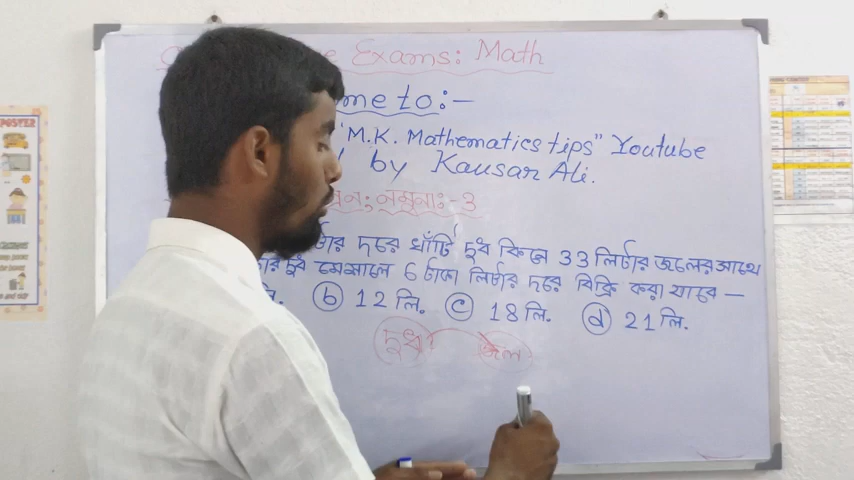 Exams: Math
me to:-
"M.K. Mathematics tips" Youtube
by Kausar Ali.
নমুনাঃ-3
টার দরে খাঁটি দুধ কিনে 33 লিটার জলের সাথে
দুধ মেশালে 6 টাকা লিটার দরে বিক্রি করা যাবে —
লি. (b) 12 লি. (c) 18 লি. (d) 21 লি.
দুধ জল
POSTER